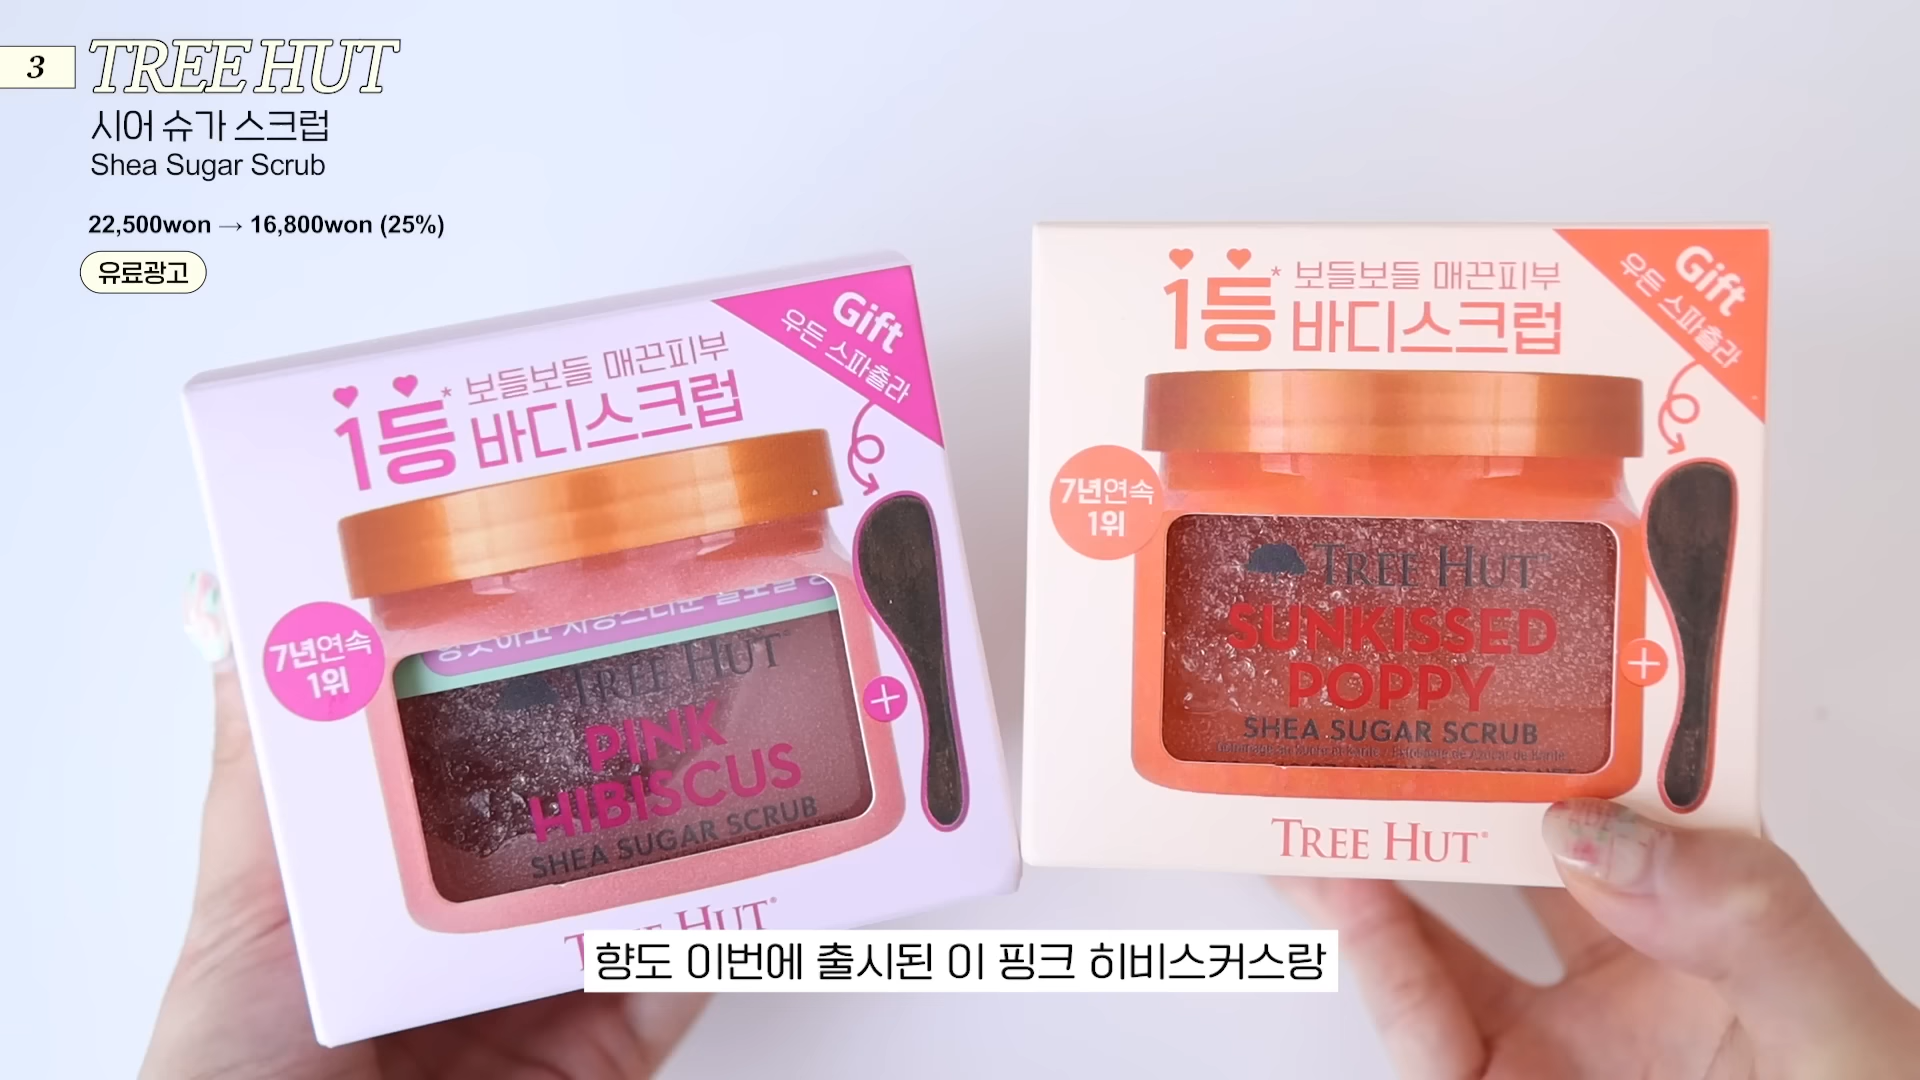 3
TREE HUT
시어 슈가 스크럽
Shea Sugar Scrub
22,500won → 16,800won (25%)
유료광고
Gift
우든 스파출라
1등*
보들보들 매끈피부
바디스크럽
7년연속
1위
TREE HUT
PINK
HIBISCUS
SHEA SUGAR SCRUB
+
TREE HUT
Gift
우든 스파출라
1등*
보들보들 매끈피부
바디스크럽
7년연속
1위
TREE HUT
SUNKISSED
POPPY
SHEA SUGAR SCRUB
+
TREE HUT
향도 이번에 출시된 이 핑크 히비스커스랑